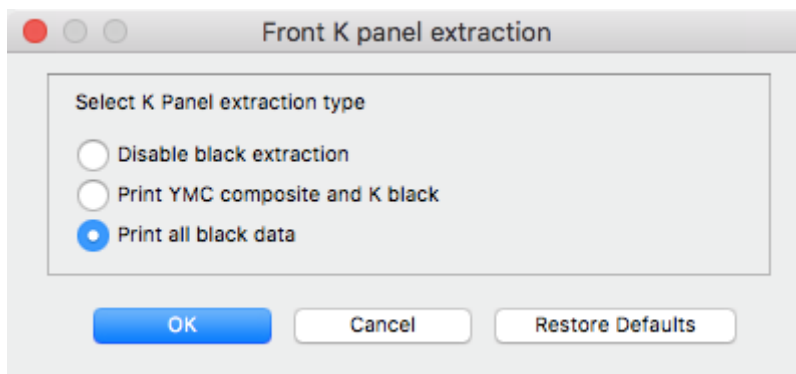 Front K panel extraction
Select K Panel extraction type
Disable black extraction
Print YMC composite and K black
Print all black data
OK Cancel Restore Defaults